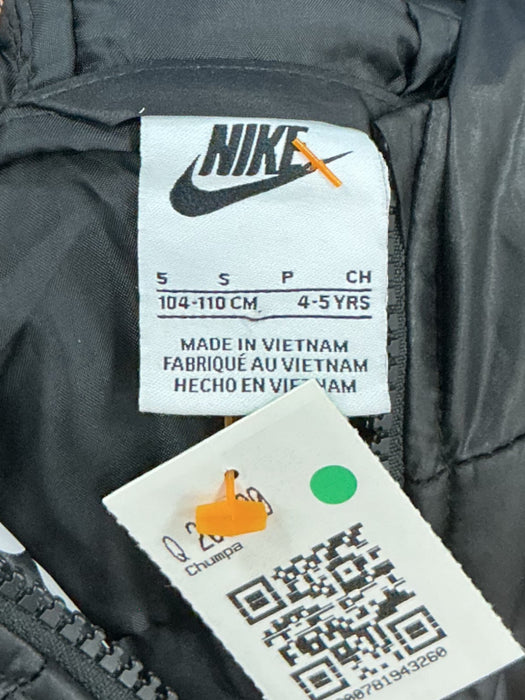 NIKE
5 S P CH
104-110 CM 4-5 YRS
MADE IN VIETNAM
FABRIQUÉ AU VIETNAM
HECHO EN VIETNAM
Q
Chumpa
00781943260